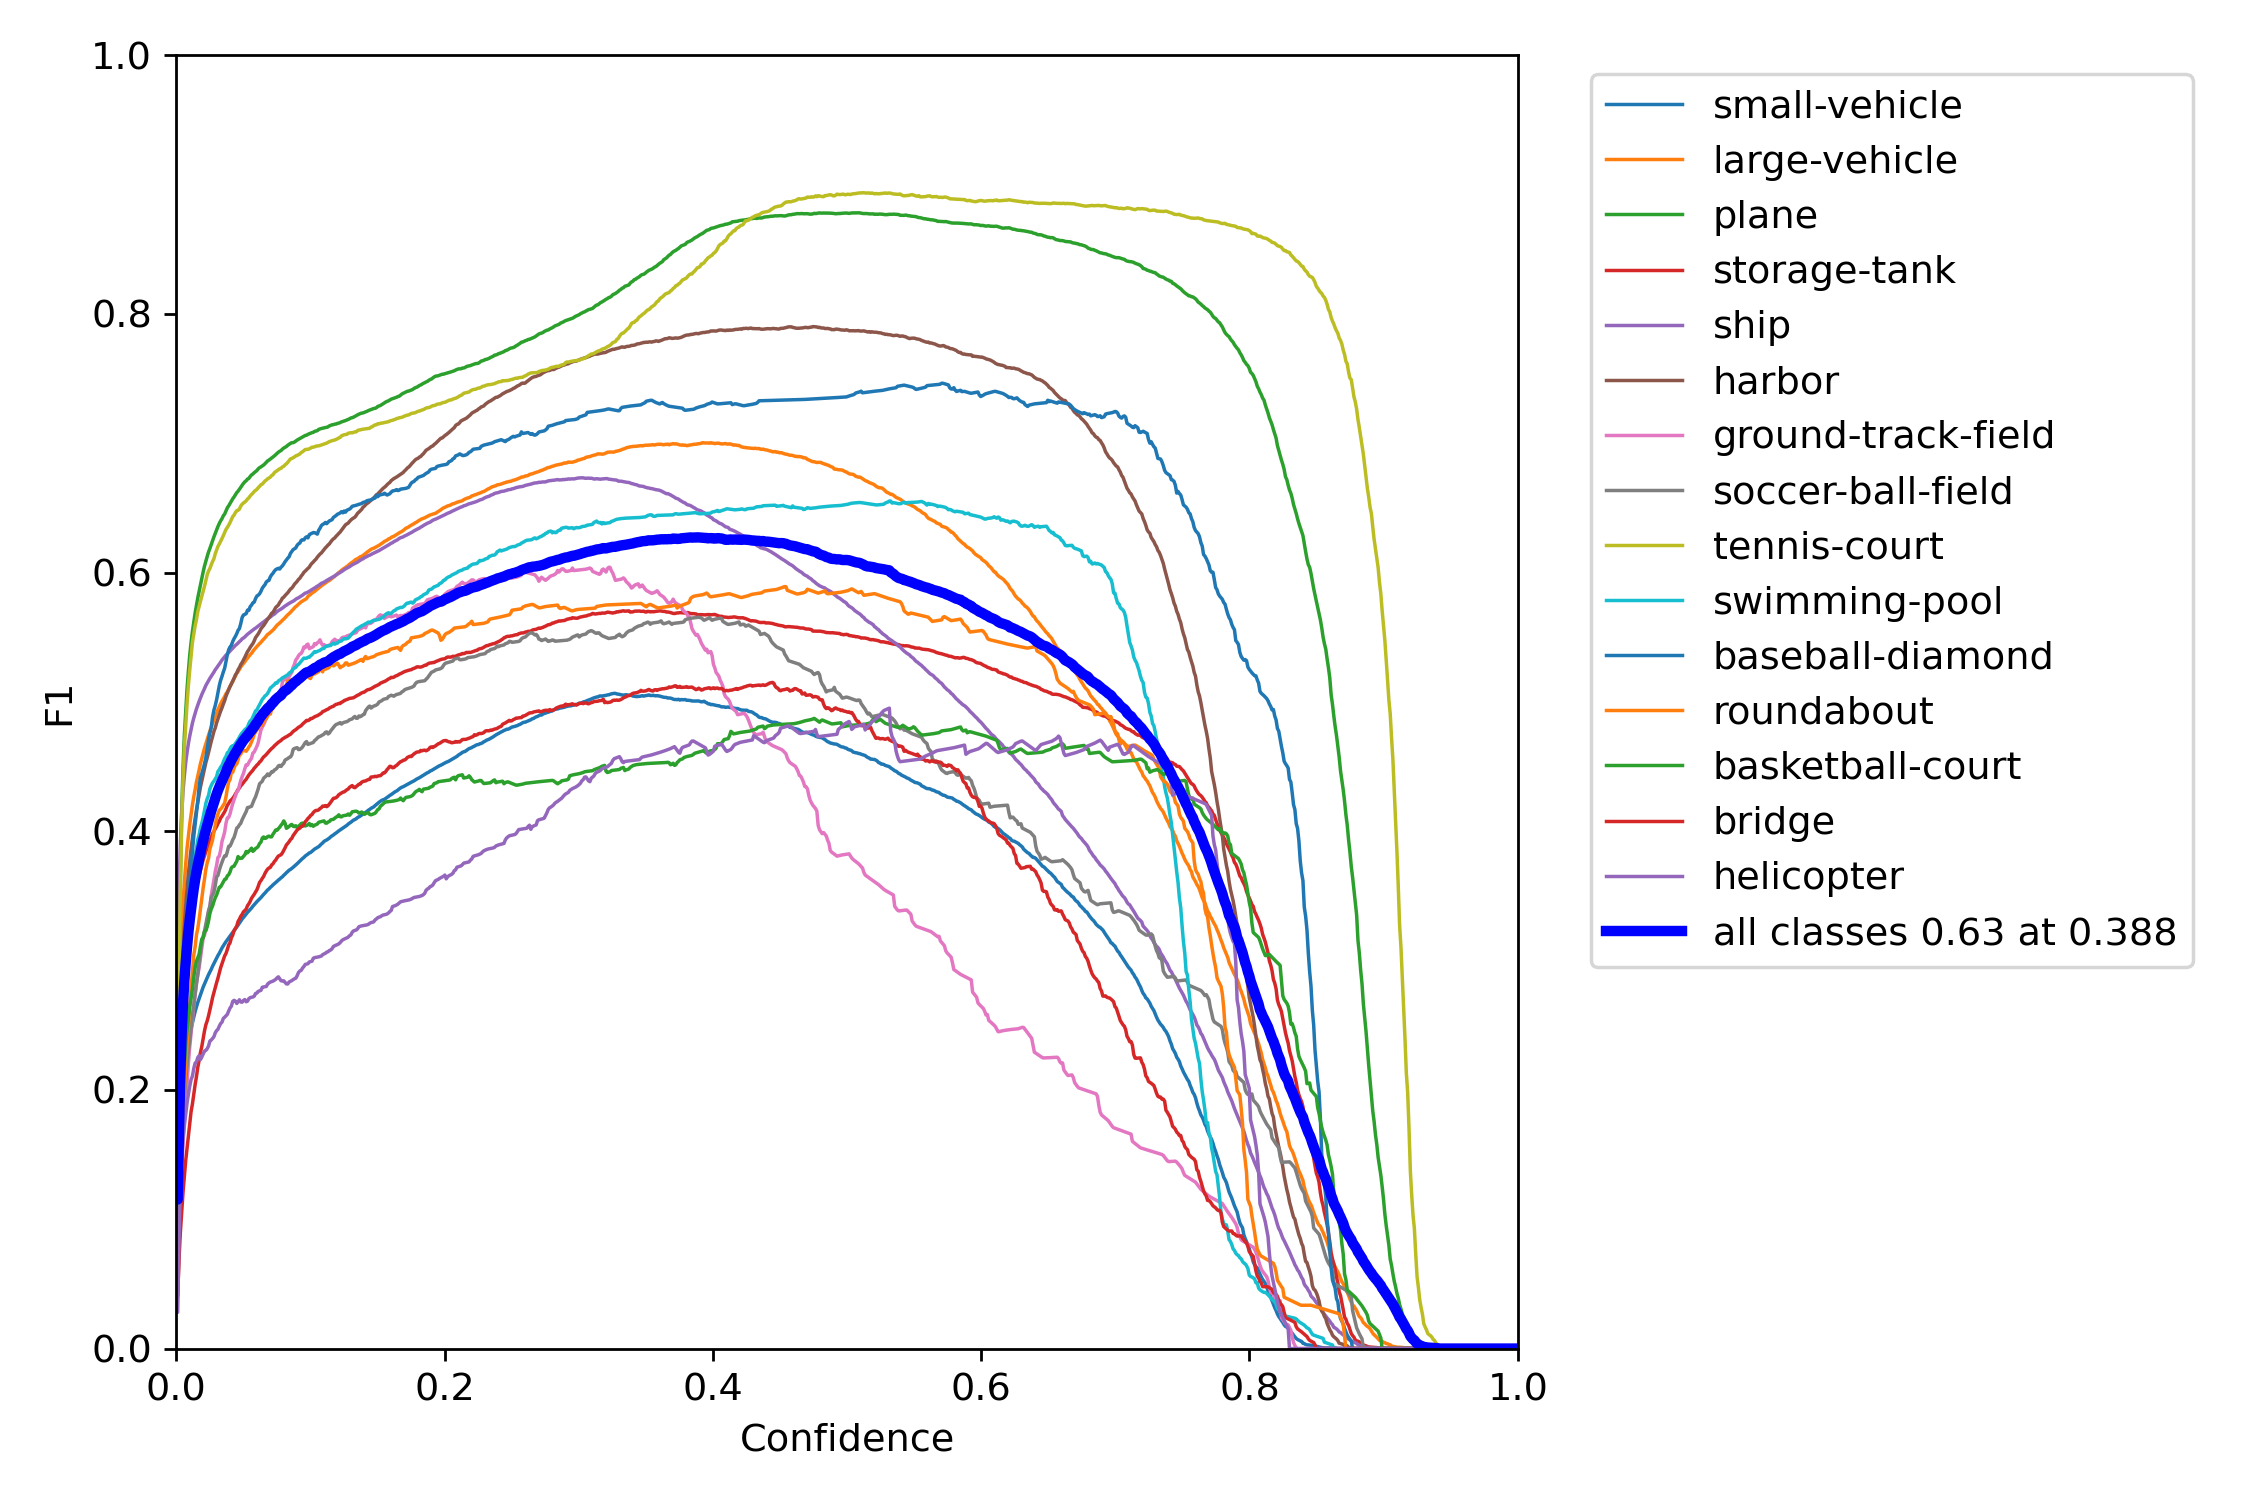 1.0
0.8
0.6
0.4
0.2
0.0
F1
0.0 0.2 0.4 0.6 0.8 1.0
Confidence
small-vehicle
large-vehicle
plane
storage-tank
ship
harbor
ground-track-field
soccer-ball-field
tennis-court
swimming-pool
baseball-diamond
roundabout
basketball-court
bridge
helicopter
all classes 0.63 at 0.388